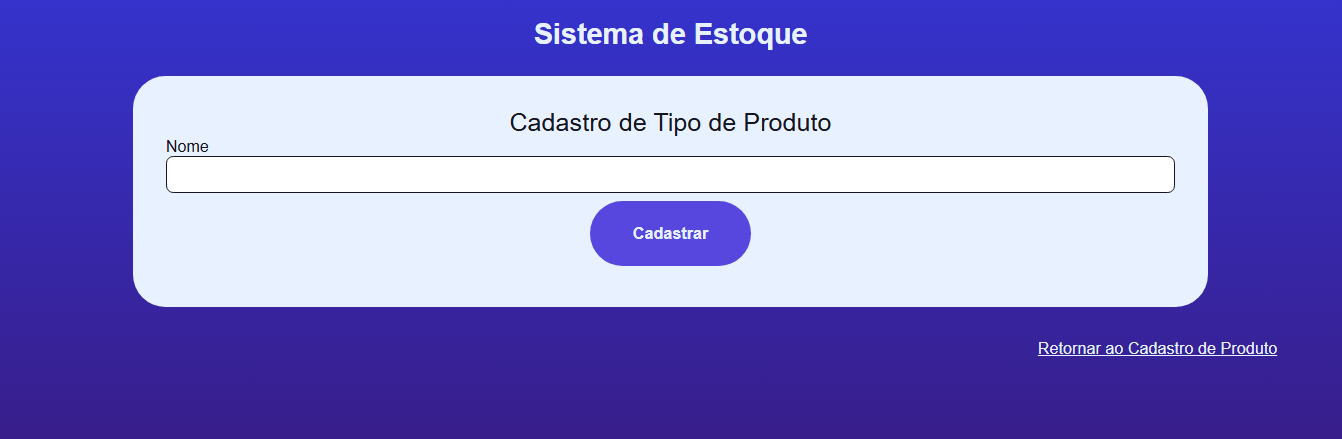 Sistema de Estoque
Cadastro de Tipo de Produto
Nome
Cadastrar
Retornar ao Cadastro de Produto